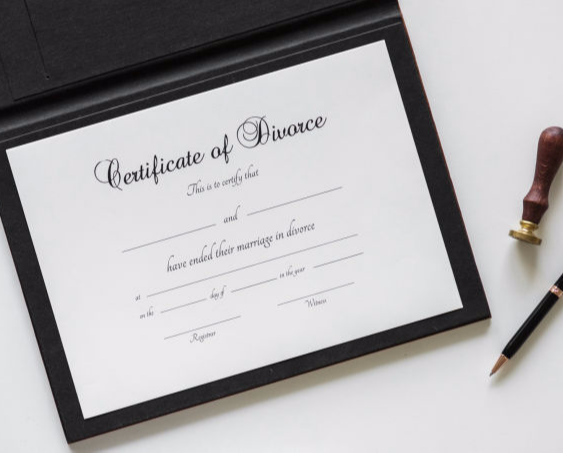 Certificate of Divorce
This is to certify that
and
have ended their marriage in divorce
at
on the day of in the year
Registrar Witness